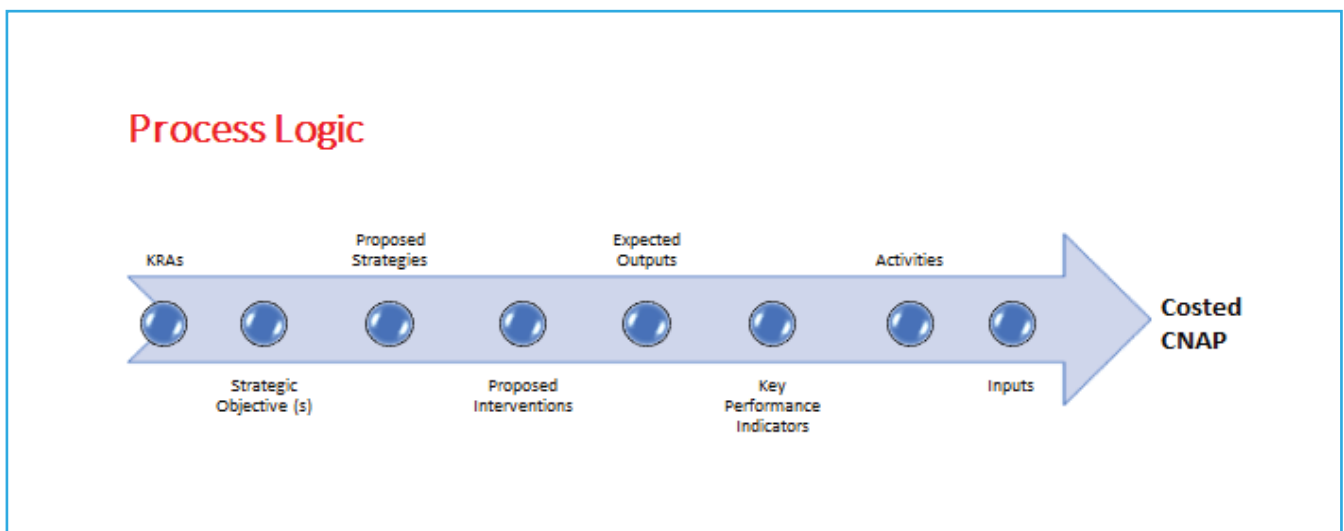 Process Logic
KRAs
Strategic
Objective (s)
Proposed
Strategies
Proposed
Interventions
Expected
Outputs
Key
Performance
Indicators
Activities
Inputs
Costed
CNAP